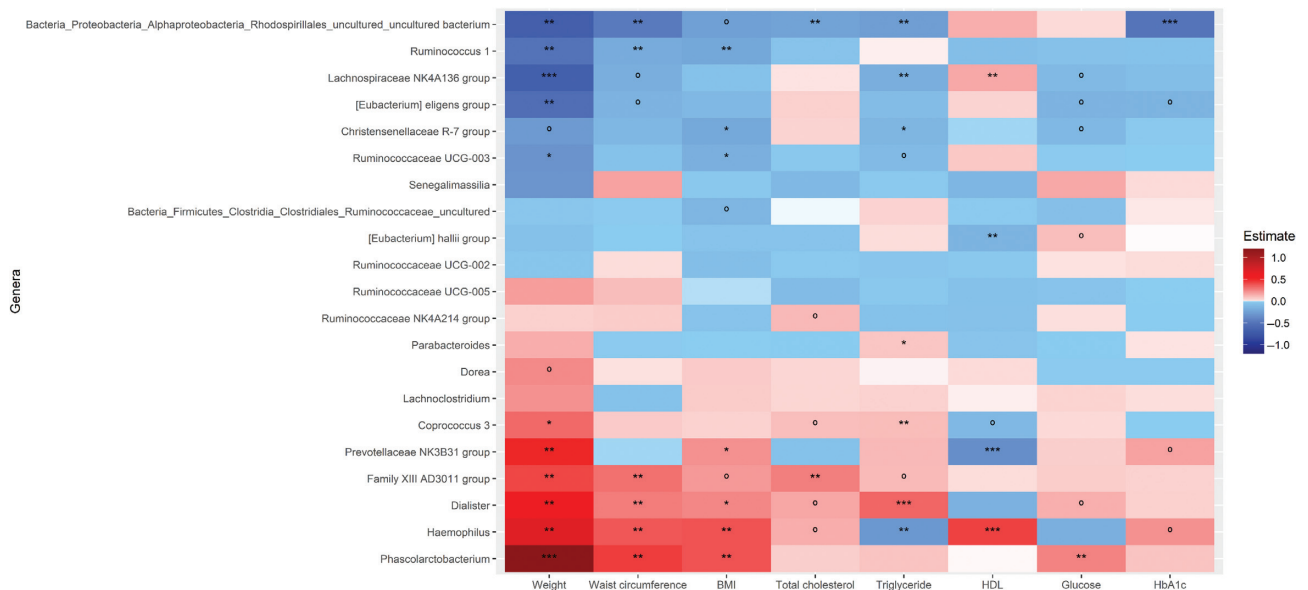 Genera
Bacteria_Proteobacteria_Alphaproteobacteria_Rhodospirillales_uncultured_uncultured bacterium ** ** o ** ** ***
Ruminococcus 1 ** ** **
Lachnospiraceae NK4A136 group *** o ** ** o
[Eubacterium] eligens group ** o o o
Christensenellaceae R-7 group o * * o
Ruminococcaceae UCG-003 * * o
Senegalimassilia
Bacteria_Firmicutes_Clostridia_Clostridiales_Ruminococcaceae_uncultured o
[Eubacterium] hallii group ** o
Ruminococcaceae UCG-002
Ruminococcaceae UCG-005
Ruminococcaceae NK4A214 group o
Parabacteroides *
Dorea o
Lachnoclostridium
Coprococcus 3 * o ** o
Prevotellaceae NK3B31 group ** * *** o
Family XIII AD3011 group ** ** o ** o
Dialister ** ** * o *** o
Haemophilus ** ** ** o ** *** o
Phascolarctobacterium *** ** ** **
Weight Waist circumference BMI Total cholesterol Triglyceride HDL Glucose HbA1c
Estimate
1.0
0.5
0.0
−0.5
−1.0